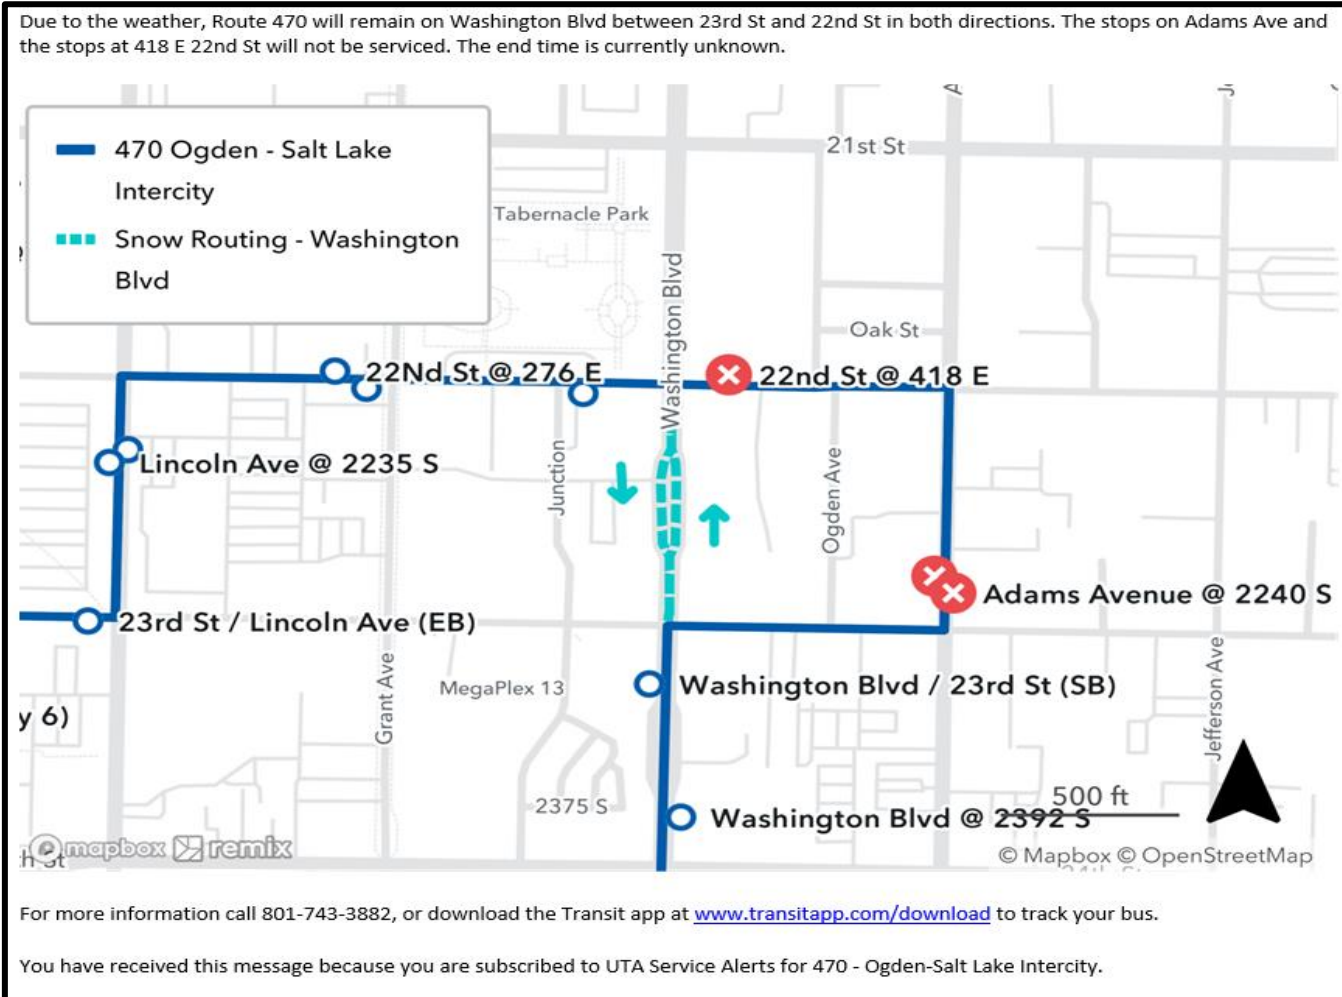 Due to the weather, Route 470 will remain on Washington Blvd between 23rd St and 22nd St in both directions. The stops on Adams Ave and
the stops at 418 E 22nd St will not be serviced. The end time is currently unknown.
470 Ogden - Salt Lake
Intercity
Snow Routing - Washington
Blvd
21st St
Tabernacle Park
Washington Blvd
Oak St
22Nd St @ 276 E
22nd St @ 418 E
Lincoln Ave @ 2235 S
Junction
Ogden Ave
Adams Avenue @ 2240 S
23rd St / Lincoln Ave (EB)
Grant Ave
MegaPlex 13
Washington Blvd / 23rd St (SB)
Jefferson Ave
y 6)
2375 S
500 ft
Washington Blvd @ 2392 S
mapbox remix
© Mapbox © OpenStreetMap
For more information call 801-743-3882, or download the Transit app at www.transitapp.com/download to track your bus.
You have received this message because you are subscribed to UTA Service Alerts for 470 - Ogden-Salt Lake Intercity.